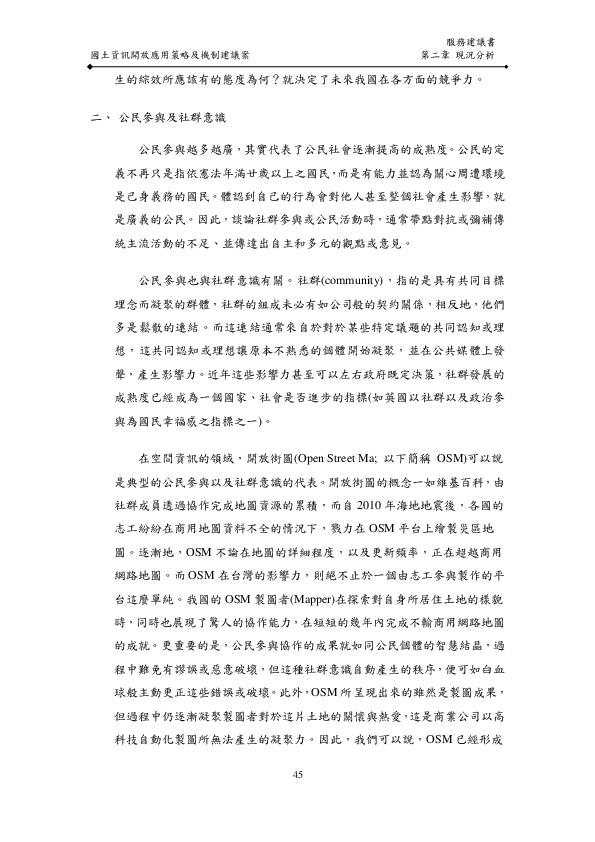 服務建議書
國土資訊開放應用策略及機制建議案 第二章 現況分析
生的綜效所應該有的態度為何？就決定了未來我國在各方面的競爭力。
二、 公民參與及社群意識
公民參與越多越廣，其實代表了公民社會逐漸提高的成熟度。公民的定
義不再只是指依憲法年滿廿歲以上之國民，而是有能力並認為關心周遭環境
是己身義務的國民。體認到自己的行為會對他人甚至整個社會產生影響，就
是廣義的公民。因此，談論社群參與或公民活動時，通常帶點對抗或彌補傳
統主流活動的不足、並傳達出自主和多元的觀點或意見。
公民參與也與社群意識有關。社群(community)，指的是具有共同目標
理念而凝聚的群體，社群的組成未必有如公司般的契約關係，相反地，他們
多是鬆散的連結。而這連結通常來自於對於某些特定議題的共同認知或理
想，這共同認知或理想讓原本不熟悉的個體開始凝聚，並在公共媒體上發
聲，產生影響力。近年這些影響力甚至可以左右政府既定決策，社群發展的
成熟度已經成為一個國家、社會是否進步的指標(如英國以社群以及政治參
與為國民幸福感之指標之一)。
在空間資訊的領域，開放街圖(Open Street Ma; 以下簡稱 OSM)可以說
是典型的公民參與以及社群意識的代表。開放街圖的概念一如維基百科，由
社群成員透過協作完成地圖資源的累積，而自 2010 年海地地震後，各國的
志工紛紛在商用地圖資料不全的情況下，戮力在 OSM 平台上繪製災區地
圖。逐漸地，OSM 不論在地圖的詳細程度，以及更新頻率，正在超越商用
網路地圖。而 OSM 在台灣的影響力，則絕不止於一個由志工參與製作的平
台這麼單純。我國的 OSM 製圖者(Mapper)在探索對自身所居住土地的樣貌
時，同時也展現了驚人的協作能力，在短短的幾年內完成不輸商用網路地圖
的成就。更重要的是，公民參與協作的成果就如同公民個體的智慧結晶，過
程中難免有謬誤或惡意破壞，但這種社群意識自動產生的秩序，便可如白血
球般主動更正這些錯誤或破壞。此外，OSM 所呈現出來的雖然是製圖成果，
但過程中仍逐漸凝聚製圖者對於這片土地的關懷與熱愛，這是商業公司以高
科技自動化製圖所無法產生的凝聚力。因此，我們可以說，OSM 已經形成
45